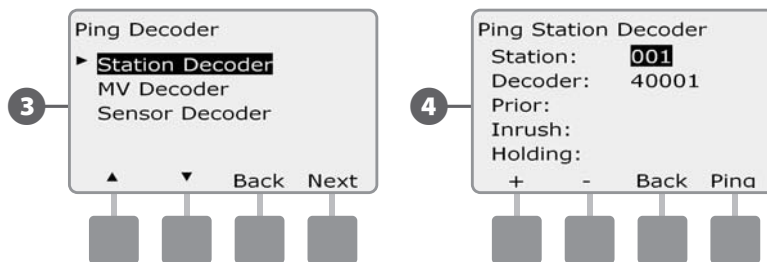 3
Ping Decoder
► Station Decoder
MV Decoder
Sensor Decoder
▲ ▼ Back Next
4
Ping Station Decoder
Station: 001
Decoder: 40001
Prior:
Inrush:
Holding:
+ - Back Ping